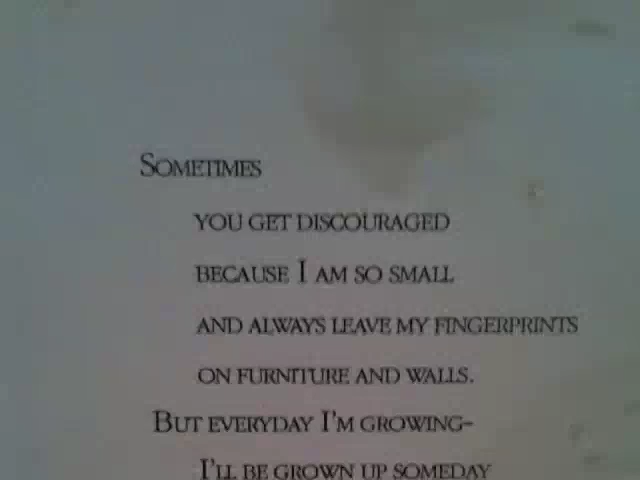 Sometimes
you get discouraged
because I am so small
and always leave my fingerprints
on furniture and walls.
But everyday I'm growing-
I'll be grown up someday